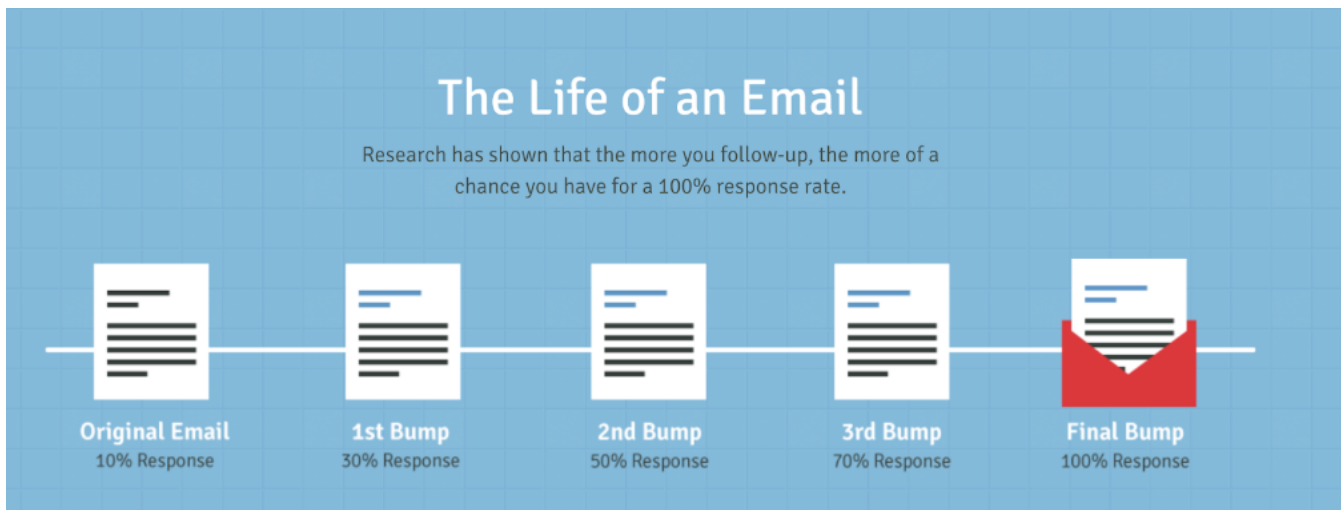 The Life of an Email
Research has shown that the more you follow-up, the more of a
chance you have for a 100% response rate.
Original Email
10% Response
1st Bump
30% Response
2nd Bump
50% Response
3rd Bump
70% Response
Final Bump
100% Response